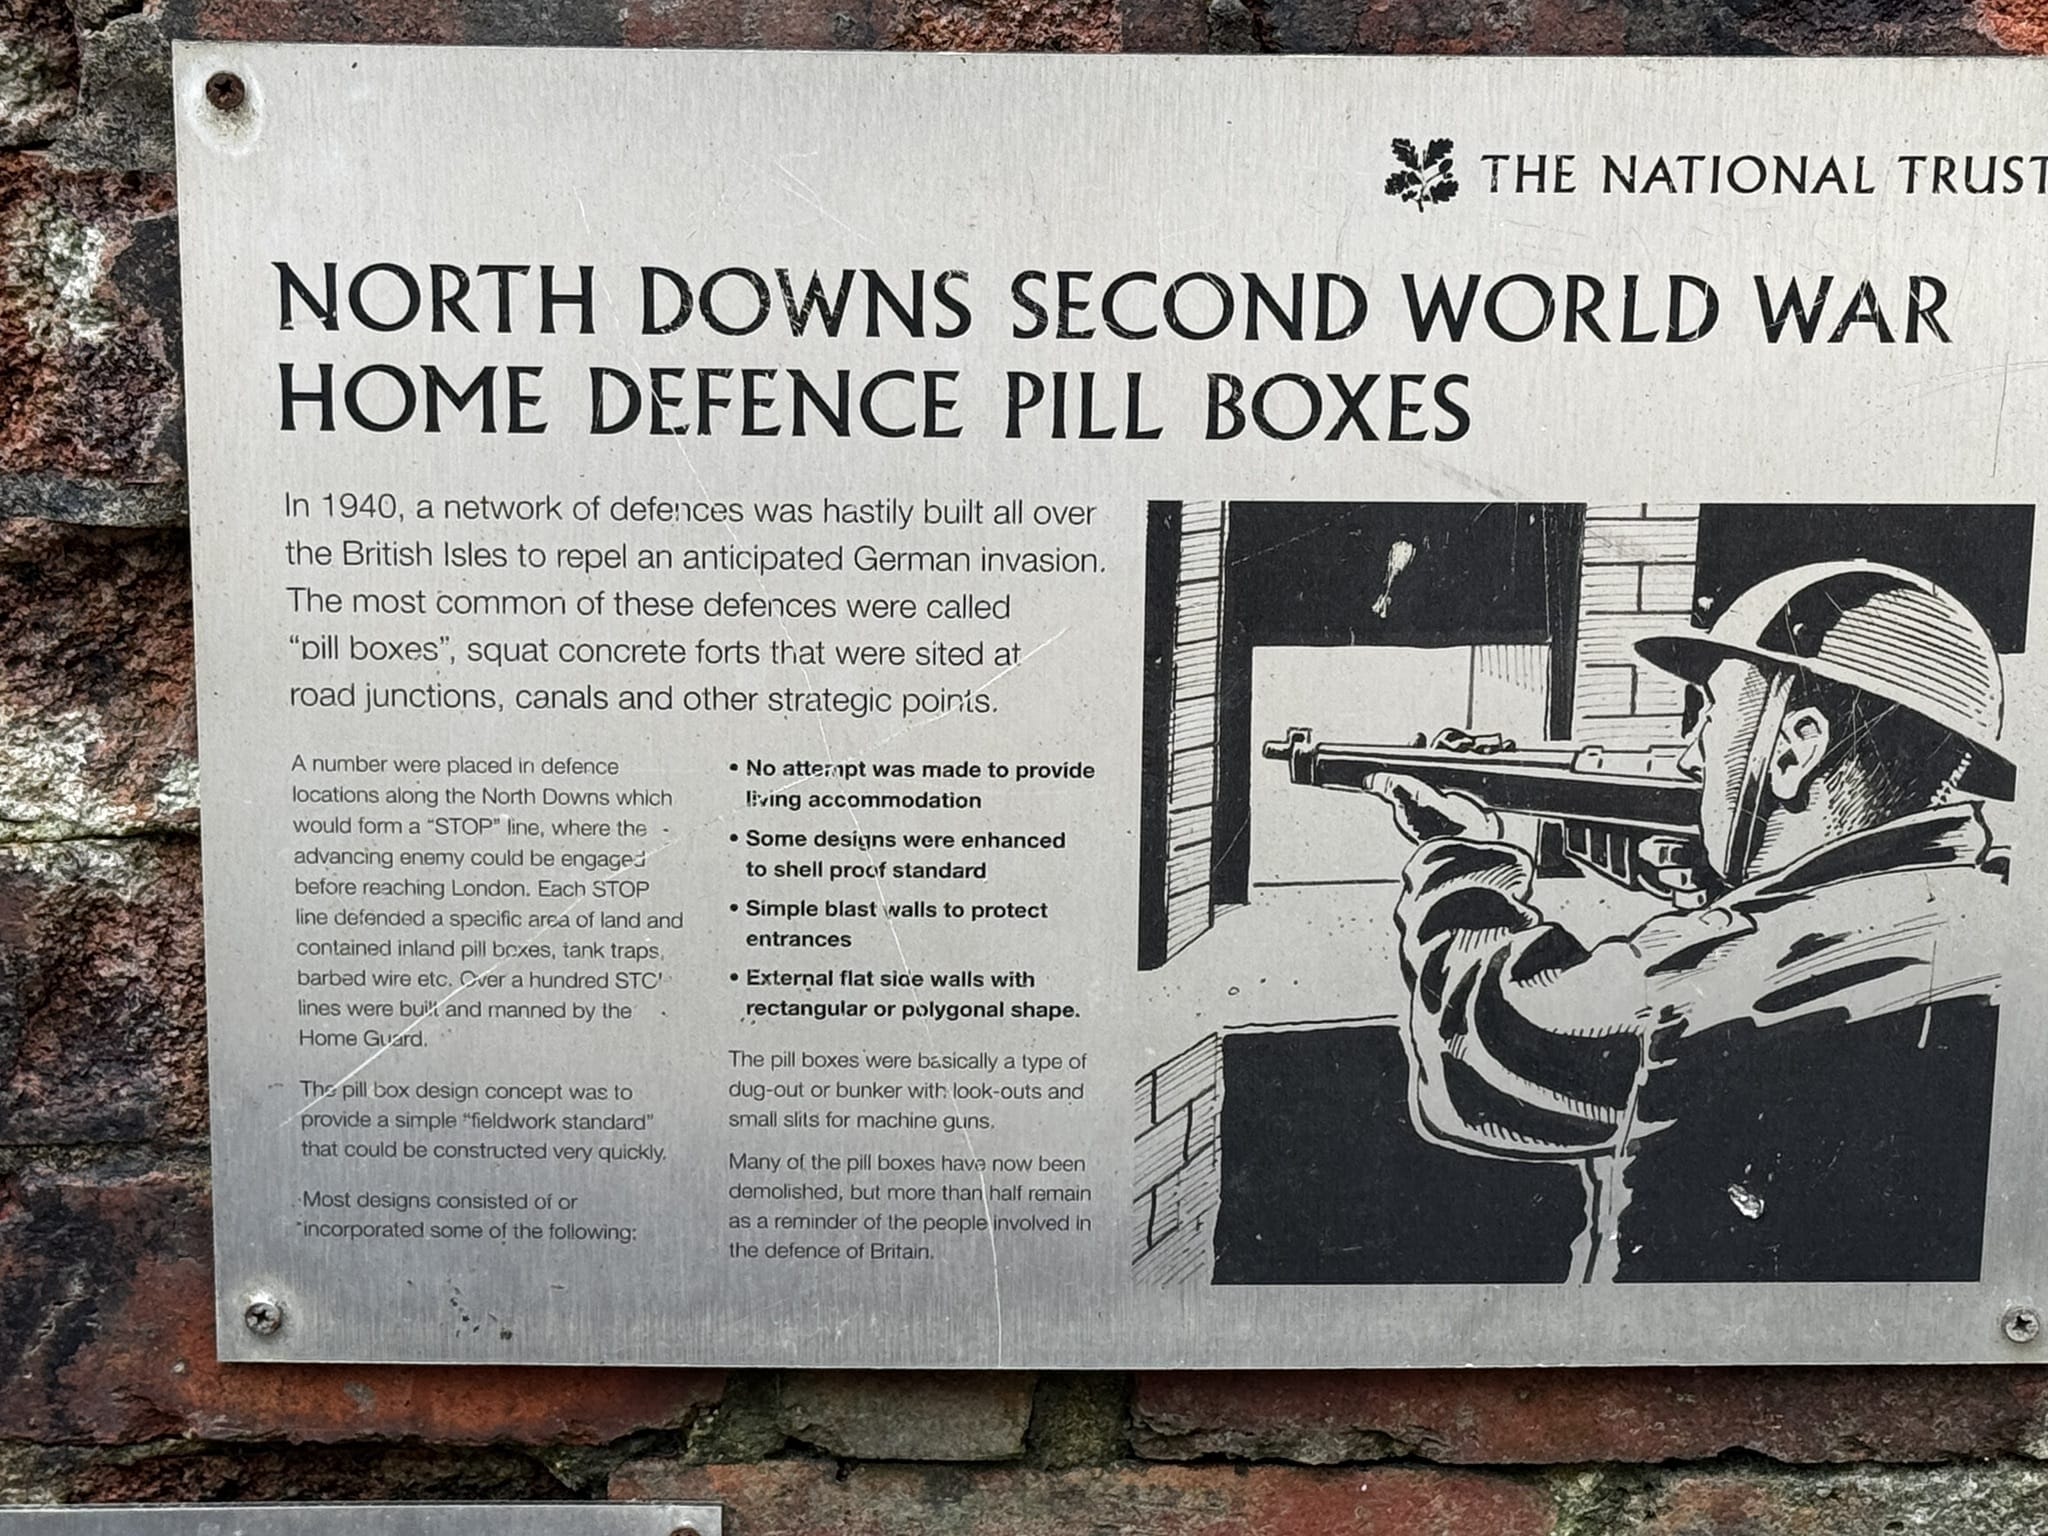 THE NATIONAL TRUST
NORTH DOWNS SECOND WORLD WAR
HOME DEFENCE PILL BOXES
In 1940, a network of defences was hastily built all over
the British Isles to repel an anticipated German invasion.
The most common of these defences were called
“pill boxes”, squat concrete forts that were sited at
road junctions, canals and other strategic points.
A number were placed in defence
locations along the North Downs which
would form a “STOP” line, where the
advancing enemy could be engaged
before reaching London. Each STOP
line defended a specific area of land and
contained inland pill boxes, tank traps,
barbed wire etc. Over a hundred
lines were built and manned by the
Home Guard.
The pill box design concept was to
provide a simple “fieldwork standard”
that could be constructed very quickly.
Most designs consisted of or
incorporated some of the following:
• No attempt was made to provide
living accommodation
• Some designs were enhanced
to shell proof standard
• Simple blast walls to protect
entrances
• External flat side walls with
rectangular or polygonal shape.
The pill boxes were basically a type of
dug-out or bunker with look-outs and
small slits for machine guns.
Many of the pill boxes have now been
demolished, but more than half remain
as a reminder of the people involved in
the defence of Britain.